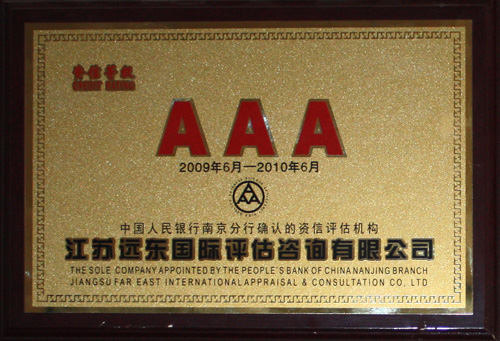 AAA
2009年6月—2010年6月
中国人民银行南京分行确认的资信评估机构
江苏远东国际评估咨询有限公司
THE SOLE COMPANY APPOINTED BY THE PEOPLE'S BANK OF CHINA NANJING BRANCH
JIANGSU FAR EAST INTERNATIONAL APPRAISAL & CONSULTATION CO. LTD